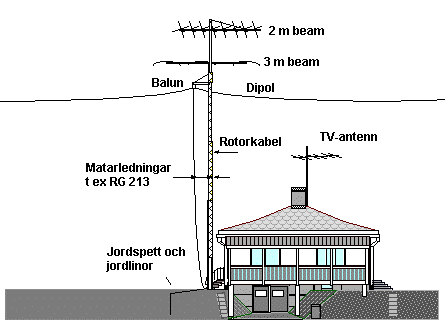 2 m beam
3 m beam
Balun
Dipol
Rotorkabel
TV-antenn
Matarledningar
t ex RG 213
Jordspett och
jordlinor